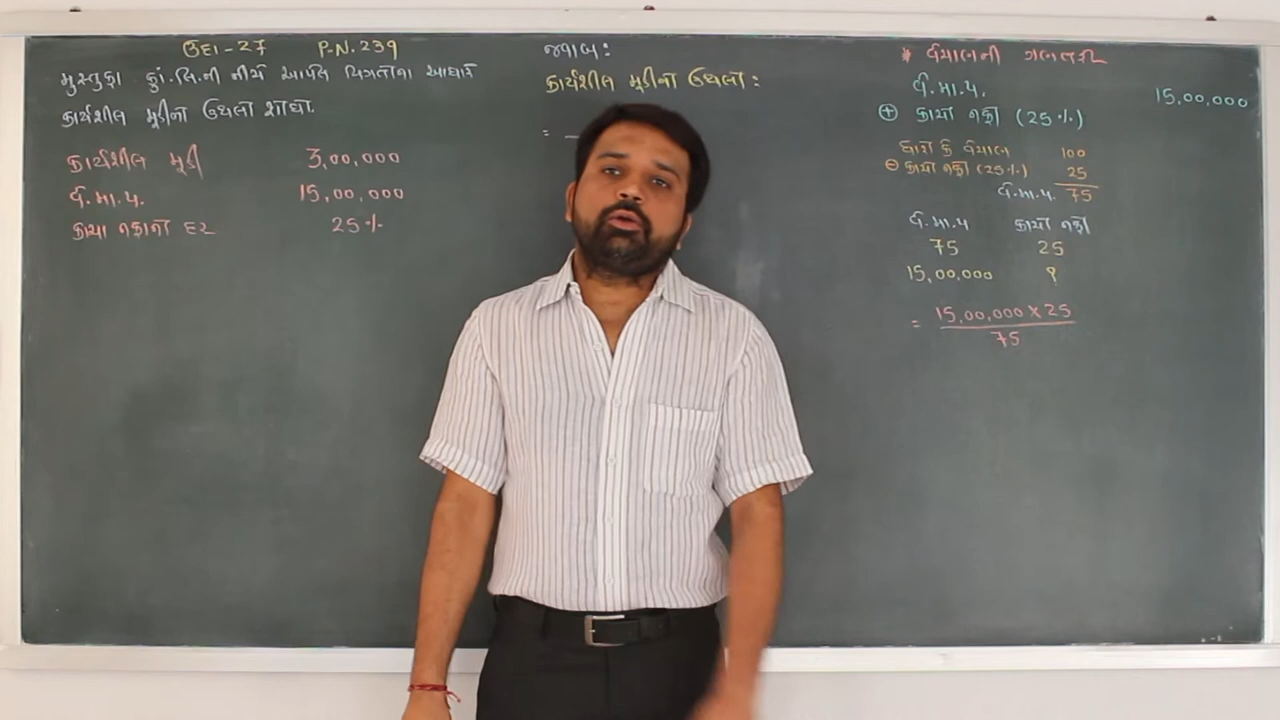 ઉદા-27 P.N.239
મુસ્તુફા કાં.લિ.ની નીચે આપેલ વિગતોના આધારે
કાર્યશીલ મૂડીનો ઉથલો શોધો.
કાર્યશીલ મૂડી 3,00,000
વે.મા.પ. 15,00,000
કાચા નફાનો દર 25%
જવાબ:
કાર્યશીલ મૂડીનો ઉથલો:
=
* વેચાણની ગણતરી
વે.મા.પ. 15,00,000
⊕ કાચો નફો (25%)
ધારો કે વેચાણ 100
⊖ કાચો નફો (25%) 25
વે.મા.પ. 75
વે.મા.પ કાચો નફો
75 25
15,00,000 ?
= 15,00,000 x 25
75